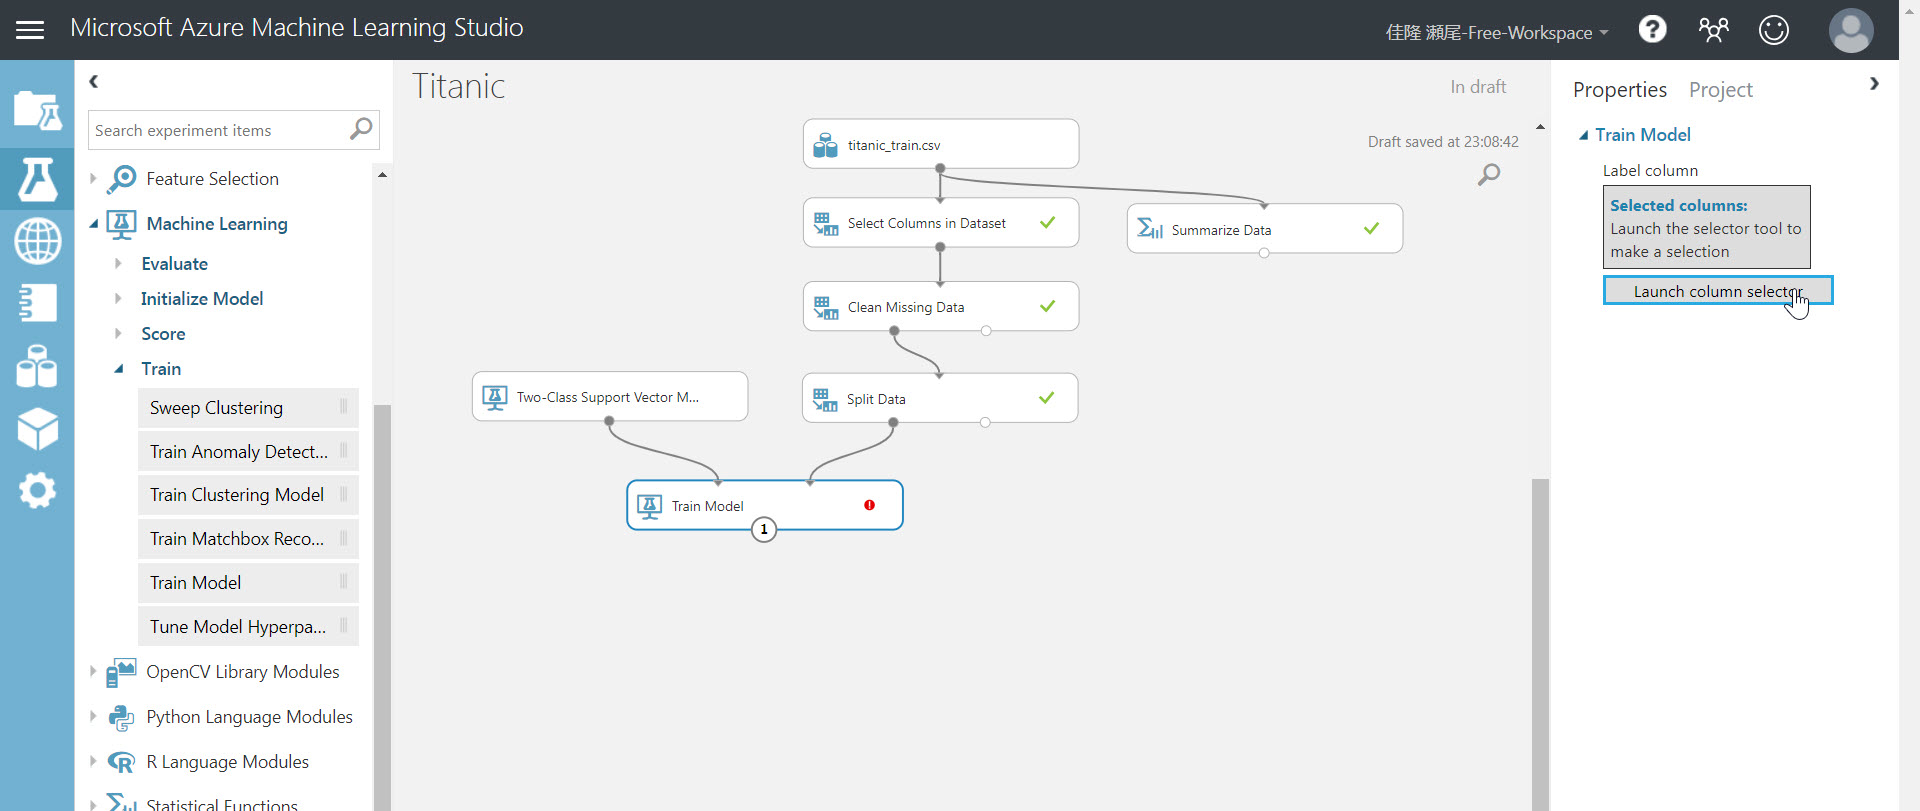 Microsoft Azure Machine Learning Studio
佳隆 瀬尾-Free-Workspace
?
Search experiment items
Feature Selection
Machine Learning
Evaluate
Initialize Model
Score
Train
Sweep Clustering
Train Anomaly Detect...
Train Clustering Model
Train Matchbox Reco...
Train Model
Tune Model Hyperpa...
OpenCV Library Modules
Python Language Modules
R Language Modules
Statistical Functions
Titanic
In draft
Draft saved at 23:08:42
titanic_train.csv
Select Columns in Dataset
Summarize Data
Clean Missing Data
Two-Class Support Vector M...
Split Data
Train Model
1
Properties
Project
Train Model
Label column
Selected columns:
Launch the selector tool to
make a selection
Launch column selector